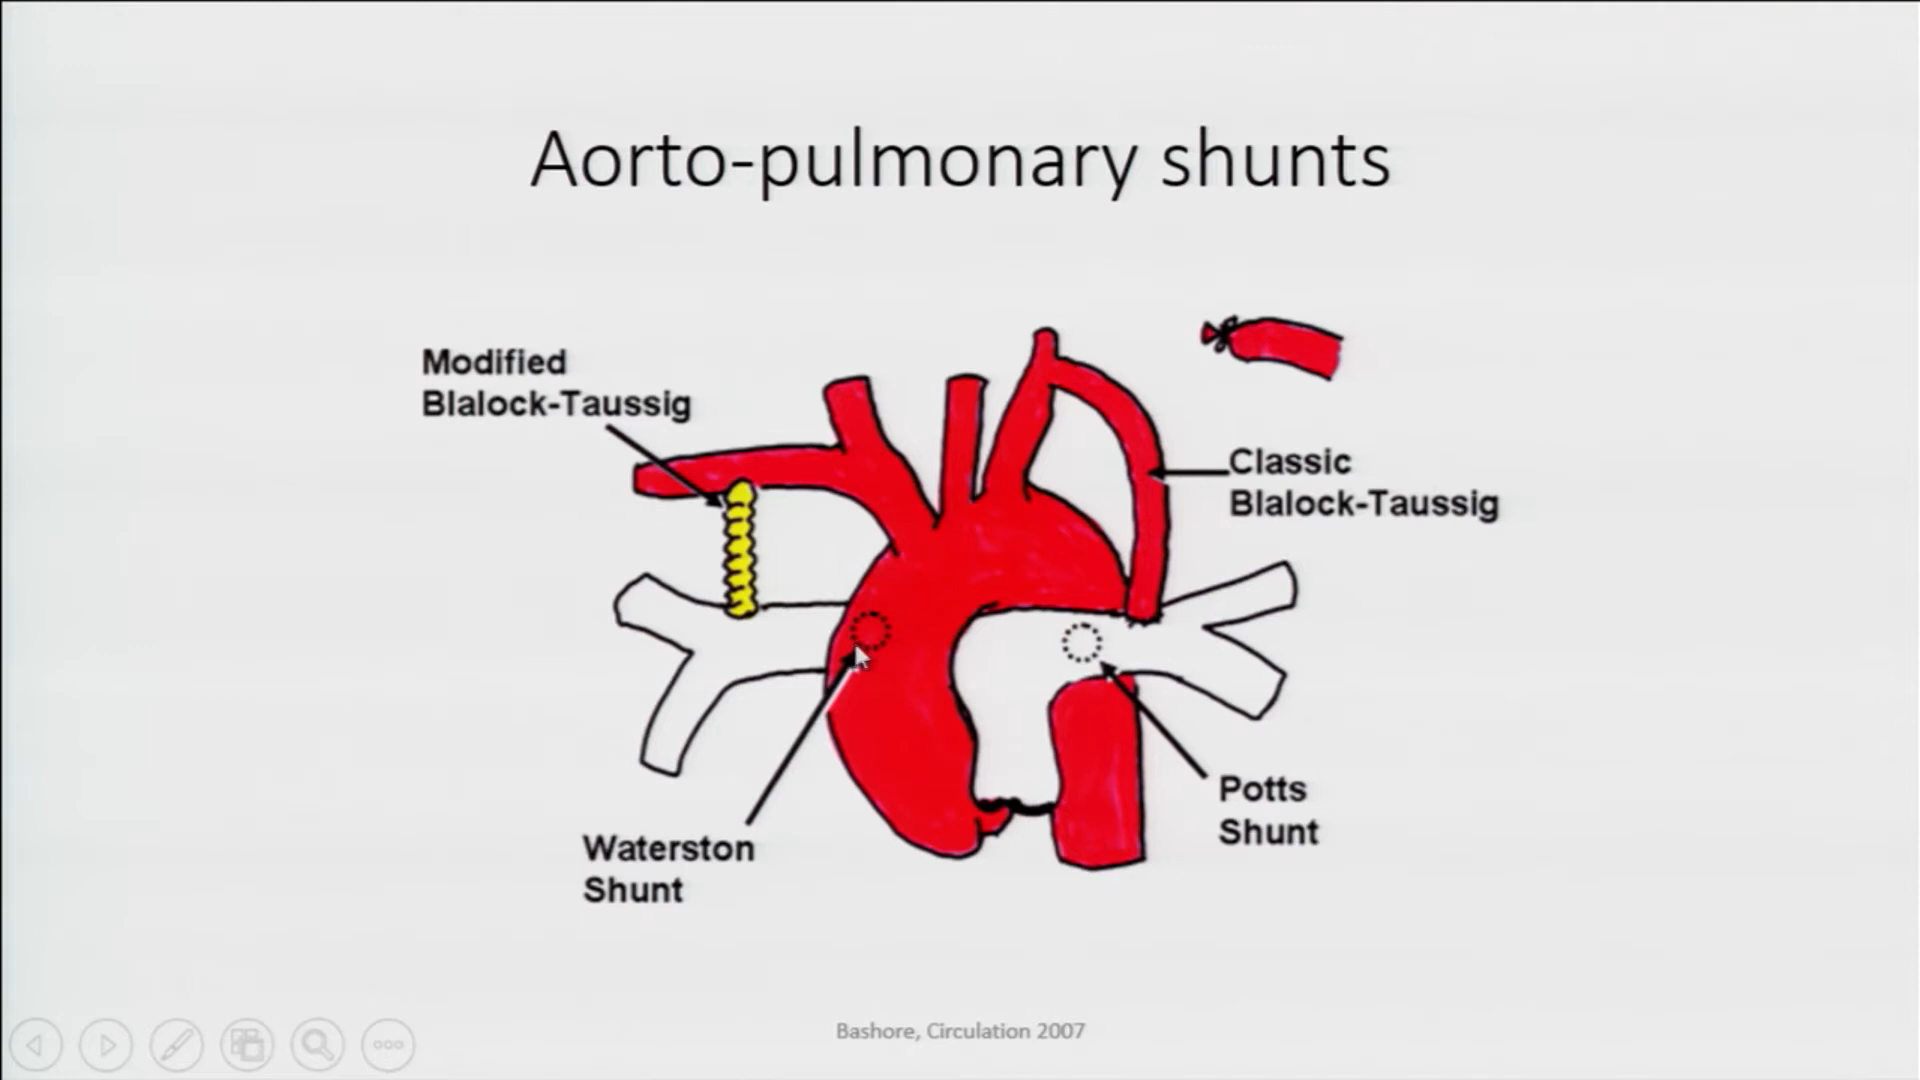 Aorto-pulmonary shunts
Modified
Blalock-Taussig
Classic
Blalock-Taussig
Potts
Shunt
Waterston
Shunt
Bashore, Circulation 2007